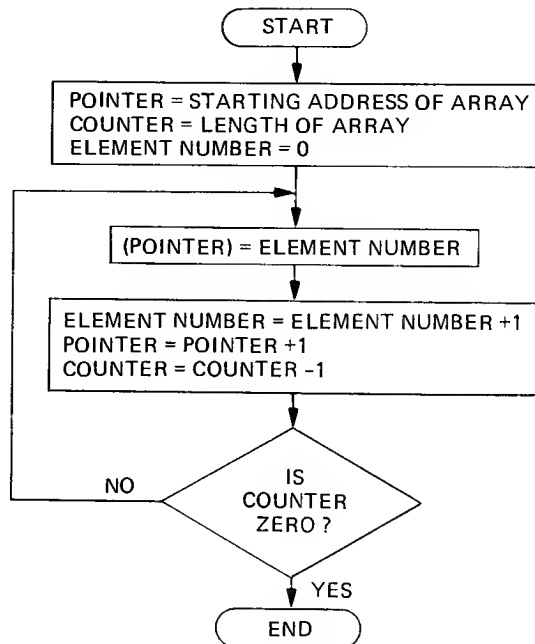 START
POINTER = STARTING ADDRESS OF ARRAY
COUNTER = LENGTH OF ARRAY
ELEMENT NUMBER = 0
(POINTER) = ELEMENT NUMBER
ELEMENT NUMBER = ELEMENT NUMBER +1
POINTER = POINTER +1
COUNTER = COUNTER -1
IS
COUNTER
ZERO ?
NO
YES
END